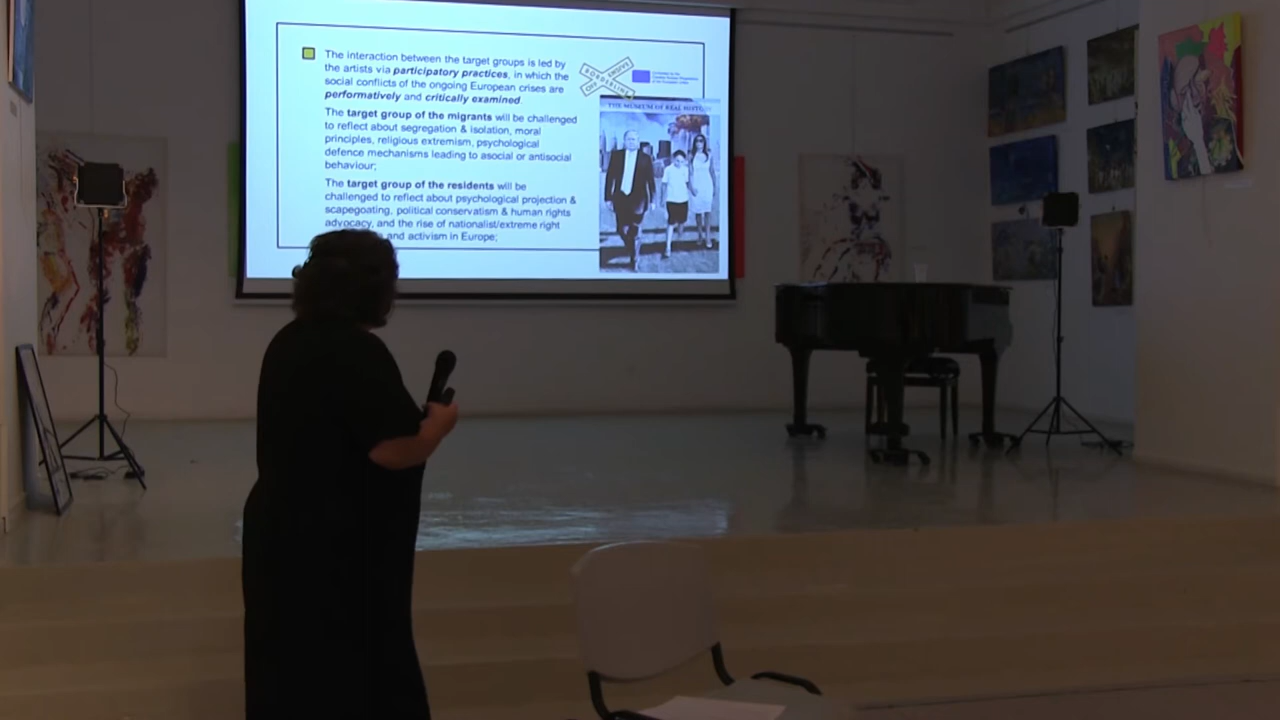 The interaction between the target groups is led by
the artists via participatory practices, in which the
social conflicts of the ongoing European crises are
performatively and critically examined.
The target group of the migrants will be challenged
to reflect about segregation & isolation, moral
principles, religious extremism, psychological
defence mechanisms leading to asocial or antisocial
behaviour;
The target group of the residents will be
challenged to reflect about psychological projection &
scapegoating, political conservatism & human rights
advocacy, and the rise of nationalist/extreme right
and activism in Europe;
BORDERLINE
OFFENSIVE
THE MUSEUM OF REAL HISTORY